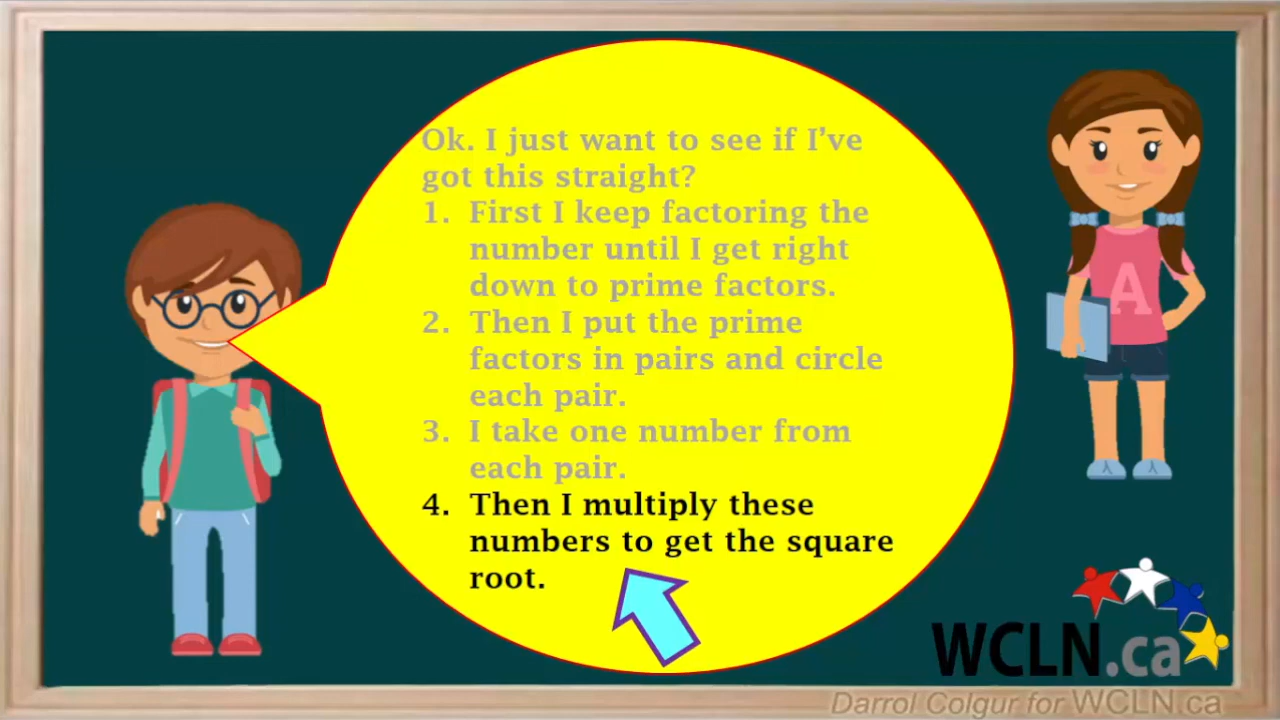 Ok. I just want to see if I've
got this straight?
1. First I keep factoring the
number until I get right
down to prime factors.
2. Then I put the prime
factors in pairs and circle
each pair.
3. I take one number from
each pair.
4. Then I multiply these
numbers to get the square
root.
A
WCLN.ca
Darrol Colgur for WCLN.ca